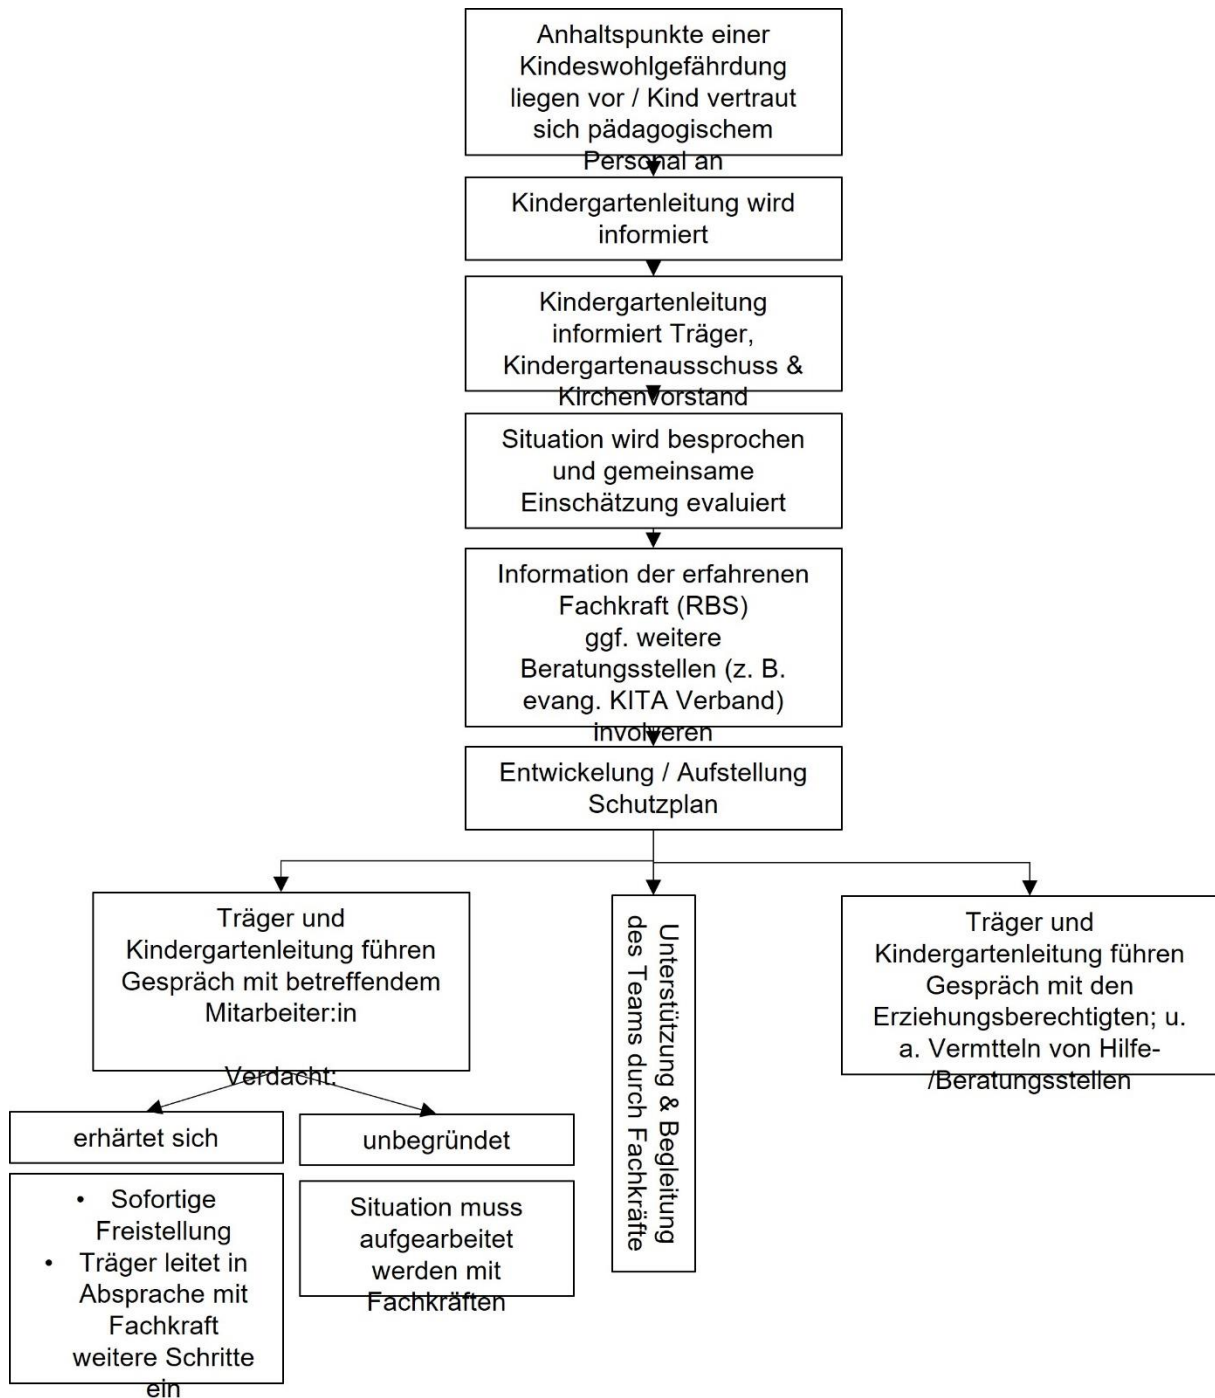 Anhaltspunkte einer
Kindeswohlgefährdung
liegen vor / Kind vertraut
sich pädagogischem
Personal an
Kindergartenleitung wird
informiert
Kindergartenleitung
informiert Träger,
Kindergartenausschuss &
Kirchenvorstand
Situation wird besprochen
und gemeinsame
Einschätzung evaluiert
Information der erfahrenen
Fachkraft (RBS)
ggf. weitere
Beratungsstellen (z. B.
evang. KITA Verband)
involveren
Entwickelung / Aufstellung
Schutzplan
Träger und
Kindergartenleitung führen
Gespräch mit betreffendem
Mitarbeiter:in
Verdacht:
erhärtet sich
• Sofortige
Freistellung
• Träger leitet in
Absprache mit
Fachkraft
weitere Schritte
ein
unbegründet
Situation muss
aufgearbeitet
werden mit
Fachkräften
Unterstützung & Begleitung
des Teams durch Fachkräfte
Träger und
Kindergartenleitung führen
Gespräch mit den
Erziehungsberechtigten; u.
a. Vermtteln von Hilfe-
/Beratungsstellen